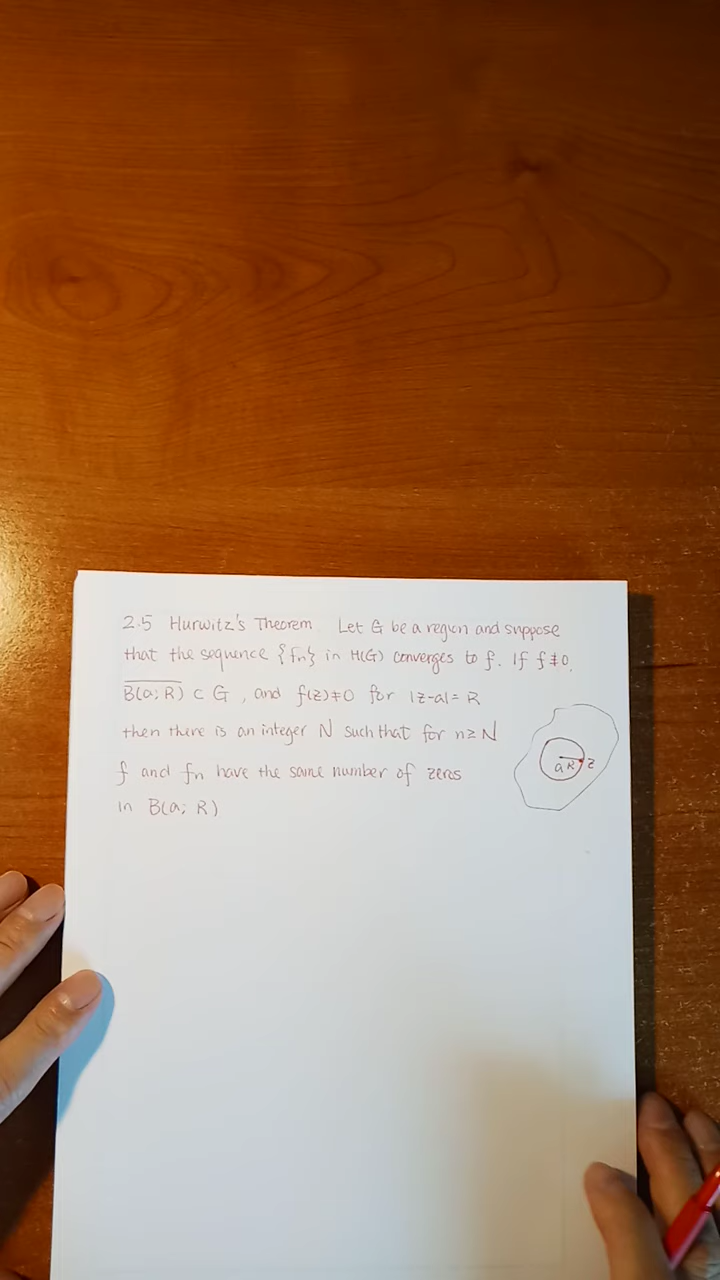 2.5 Hurwitz's Theorem Let G be a region and suppose
that the sequence {fn} in H(G) converges to f. If f≢0,
B̅(̅a̅;̅ ̅R̅)̅ ⊂ G , and f(z)≠0 for |z-a|= R
then there is an integer N such that for n≥N
f and fn have the same number of zeros
in B(a; R)
a R z